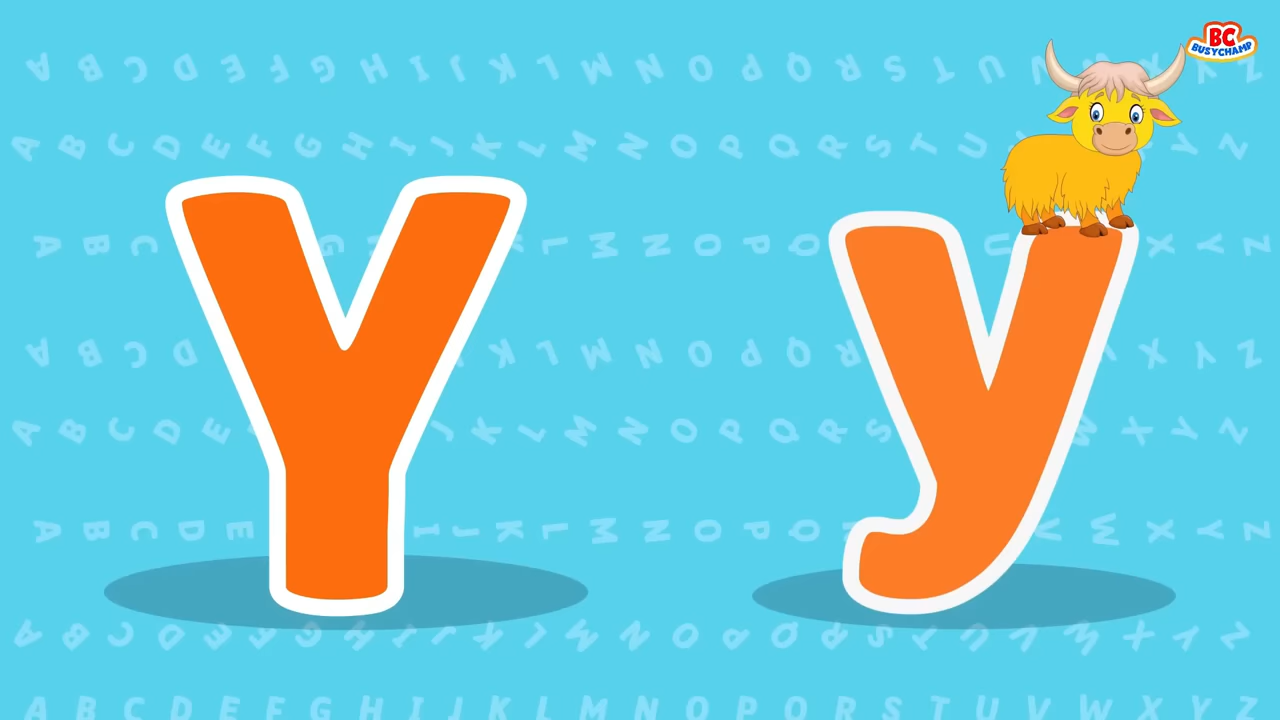 BC
BUSYCHAMP
Y y
A B C D E F G H I J K L M N O P Q R S T U W X Y Z
A B C D E F G H I J K L M N O P Q R S T U V Y Z
A B C G K L M N O P Q U X Y Z
A B C D K L M N O P Q R W X Y Z
A B C D E J K L M N O P Q R S W X Y Z
A B C D E I J K L M N O P Q R V W X Y Z
A B C D E F G H I J K L M N O P Q R S T U V W X Y Z
A B C D E F G H I J K L M N O P Q R S T U V W X Y Z